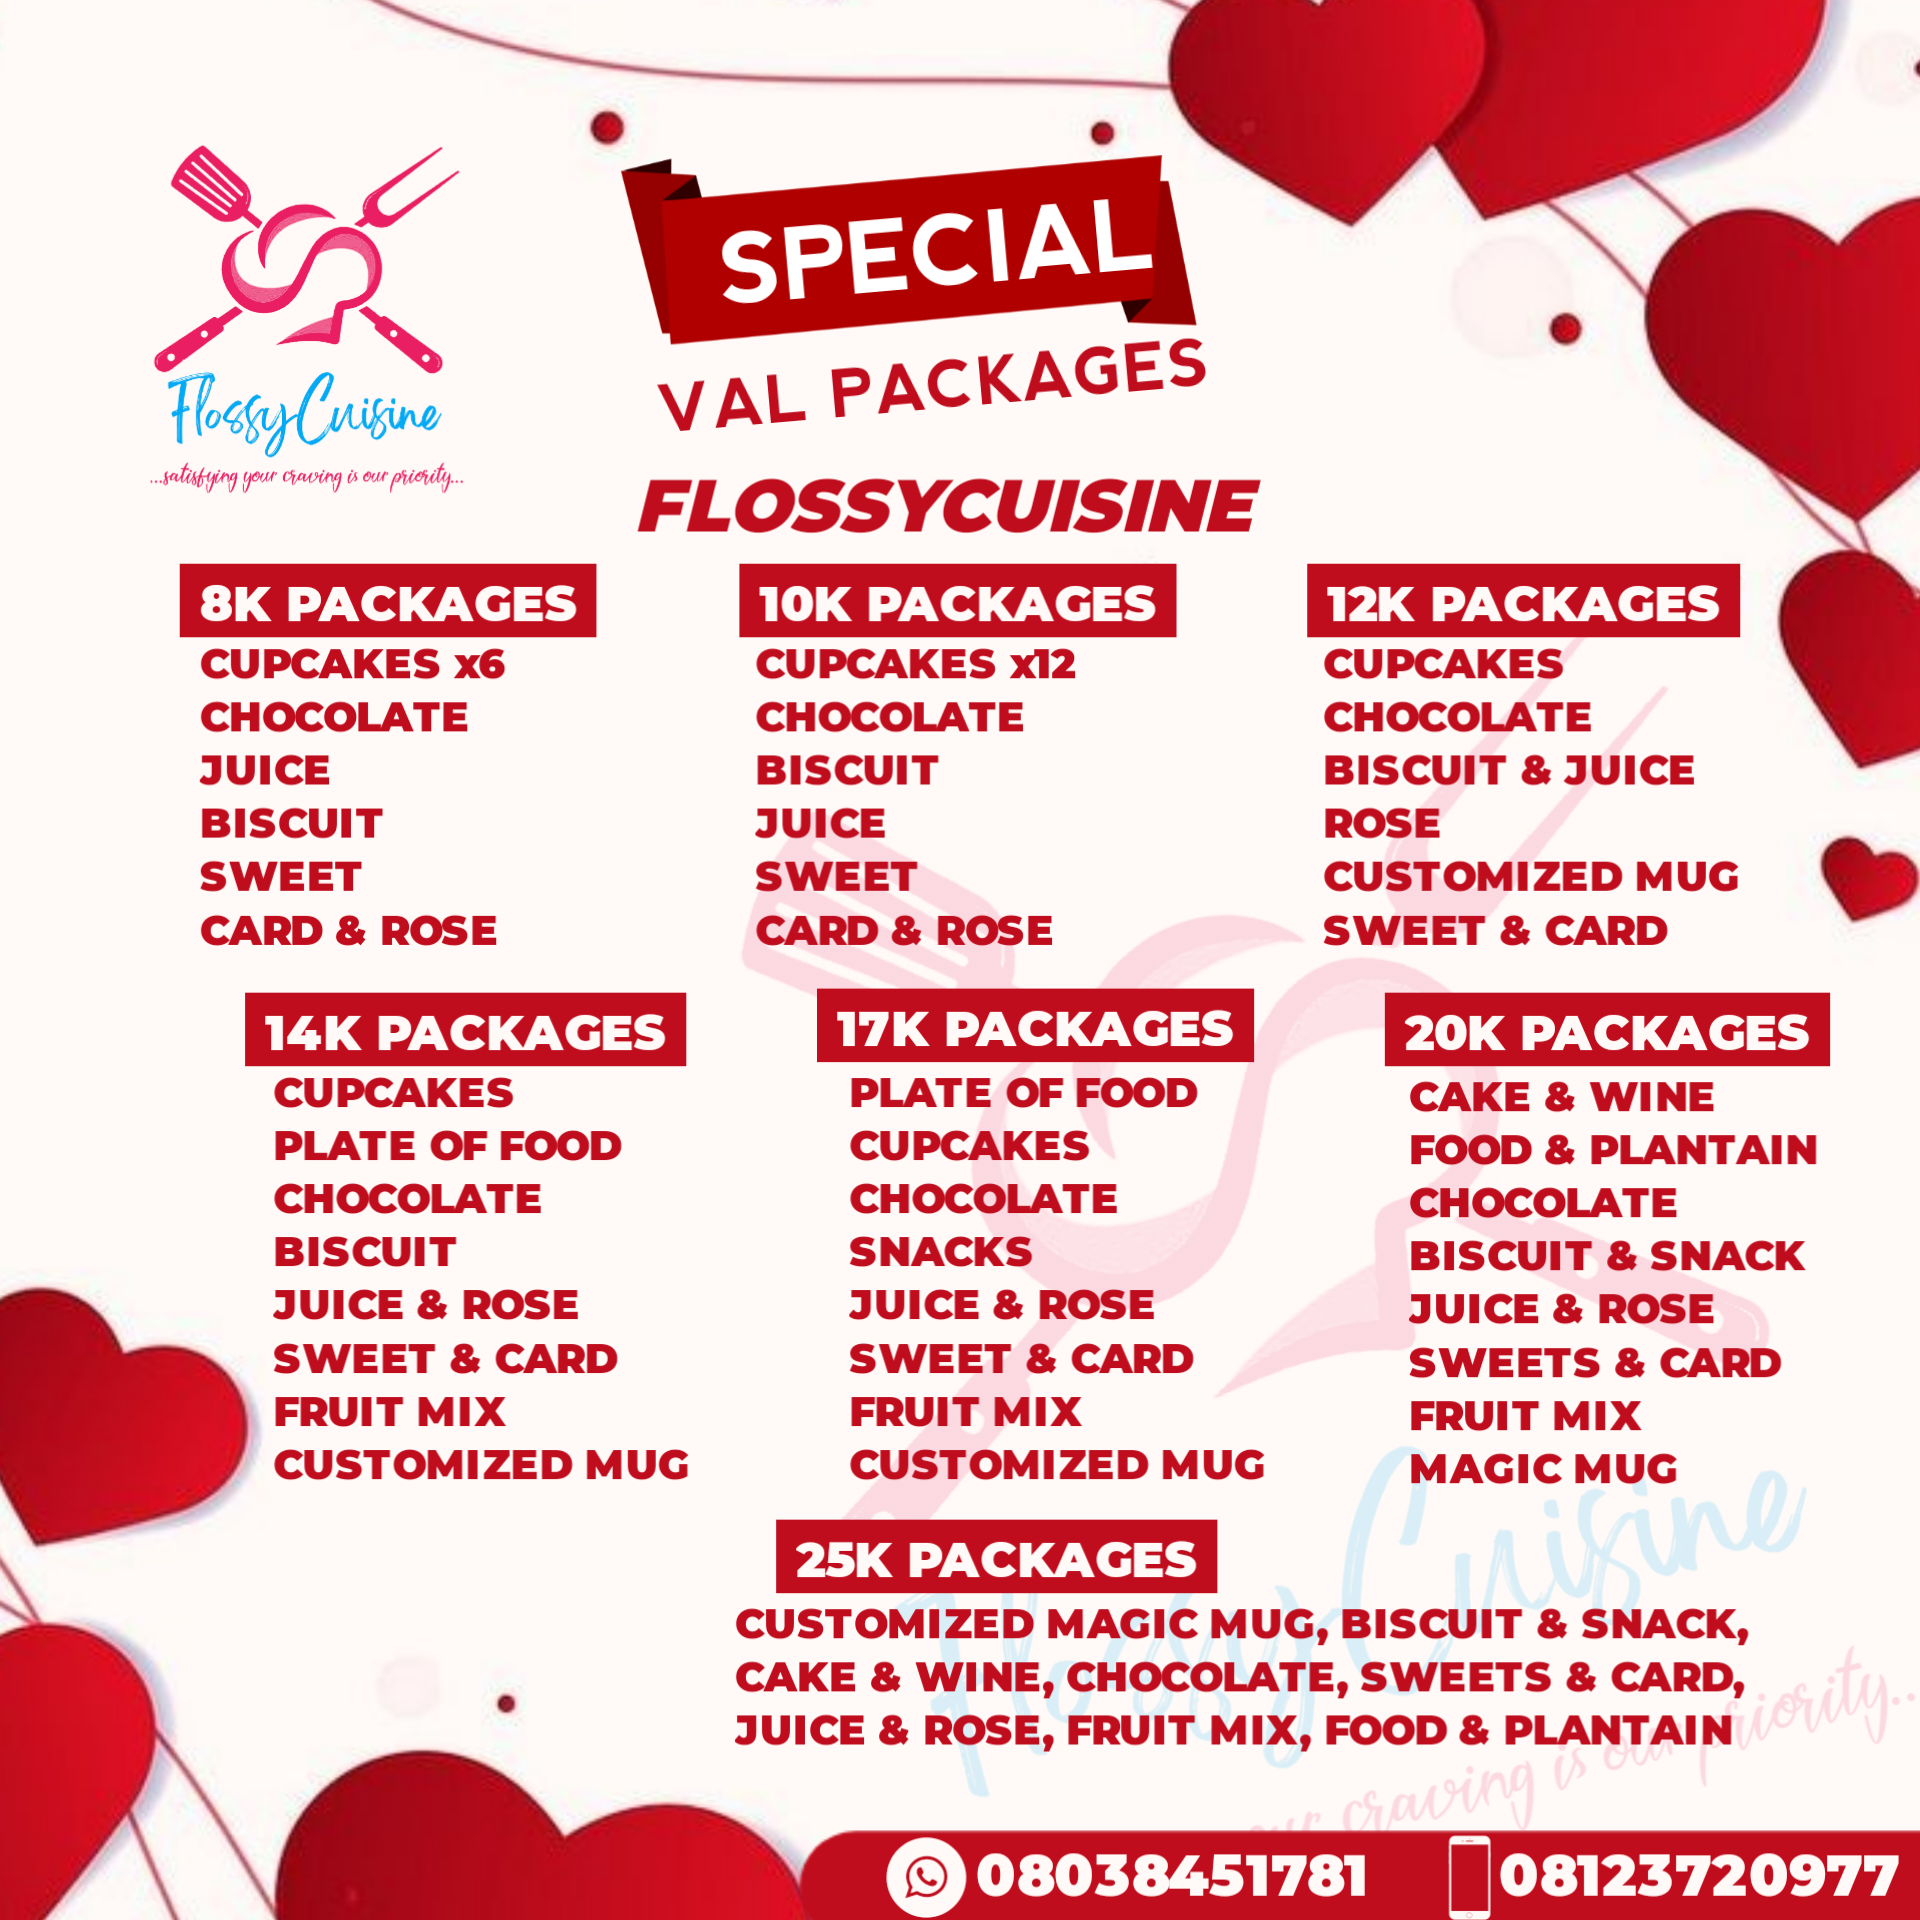 FlossyCuisine
...satisfying your craving is our priority...
SPECIAL
VAL PACKAGES
FLOSSYCUISINE
8K PACKAGES
CUPCAKES x6
CHOCOLATE
JUICE
BISCUIT
SWEET
CARD & ROSE
10K PACKAGES
CUPCAKES x12
CHOCOLATE
BISCUIT
JUICE
SWEET
CARD & ROSE
12K PACKAGES
CUPCAKES
CHOCOLATE
BISCUIT & JUICE
ROSE
CUSTOMIZED MUG
SWEET & CARD
14K PACKAGES
CUPCAKES
PLATE OF FOOD
CHOCOLATE
BISCUIT
JUICE & ROSE
SWEET & CARD
FRUIT MIX
CUSTOMIZED MUG
17K PACKAGES
PLATE OF FOOD
CUPCAKES
CHOCOLATE
SNACKS
JUICE & ROSE
SWEET & CARD
FRUIT MIX
CUSTOMIZED MUG
20K PACKAGES
CAKE & WINE
FOOD & PLANTAIN
CHOCOLATE
BISCUIT & SNACK
JUICE & ROSE
SWEETS & CARD
FRUIT MIX
MAGIC MUG
25K PACKAGES
CUSTOMIZED MAGIC MUG, BISCUIT & SNACK,
CAKE & WINE, CHOCOLATE, SWEETS & CARD,
JUICE & ROSE, FRUIT MIX, FOOD & PLANTAIN
FlossyCuisine
craving is our priority...
08038451781
08123720977